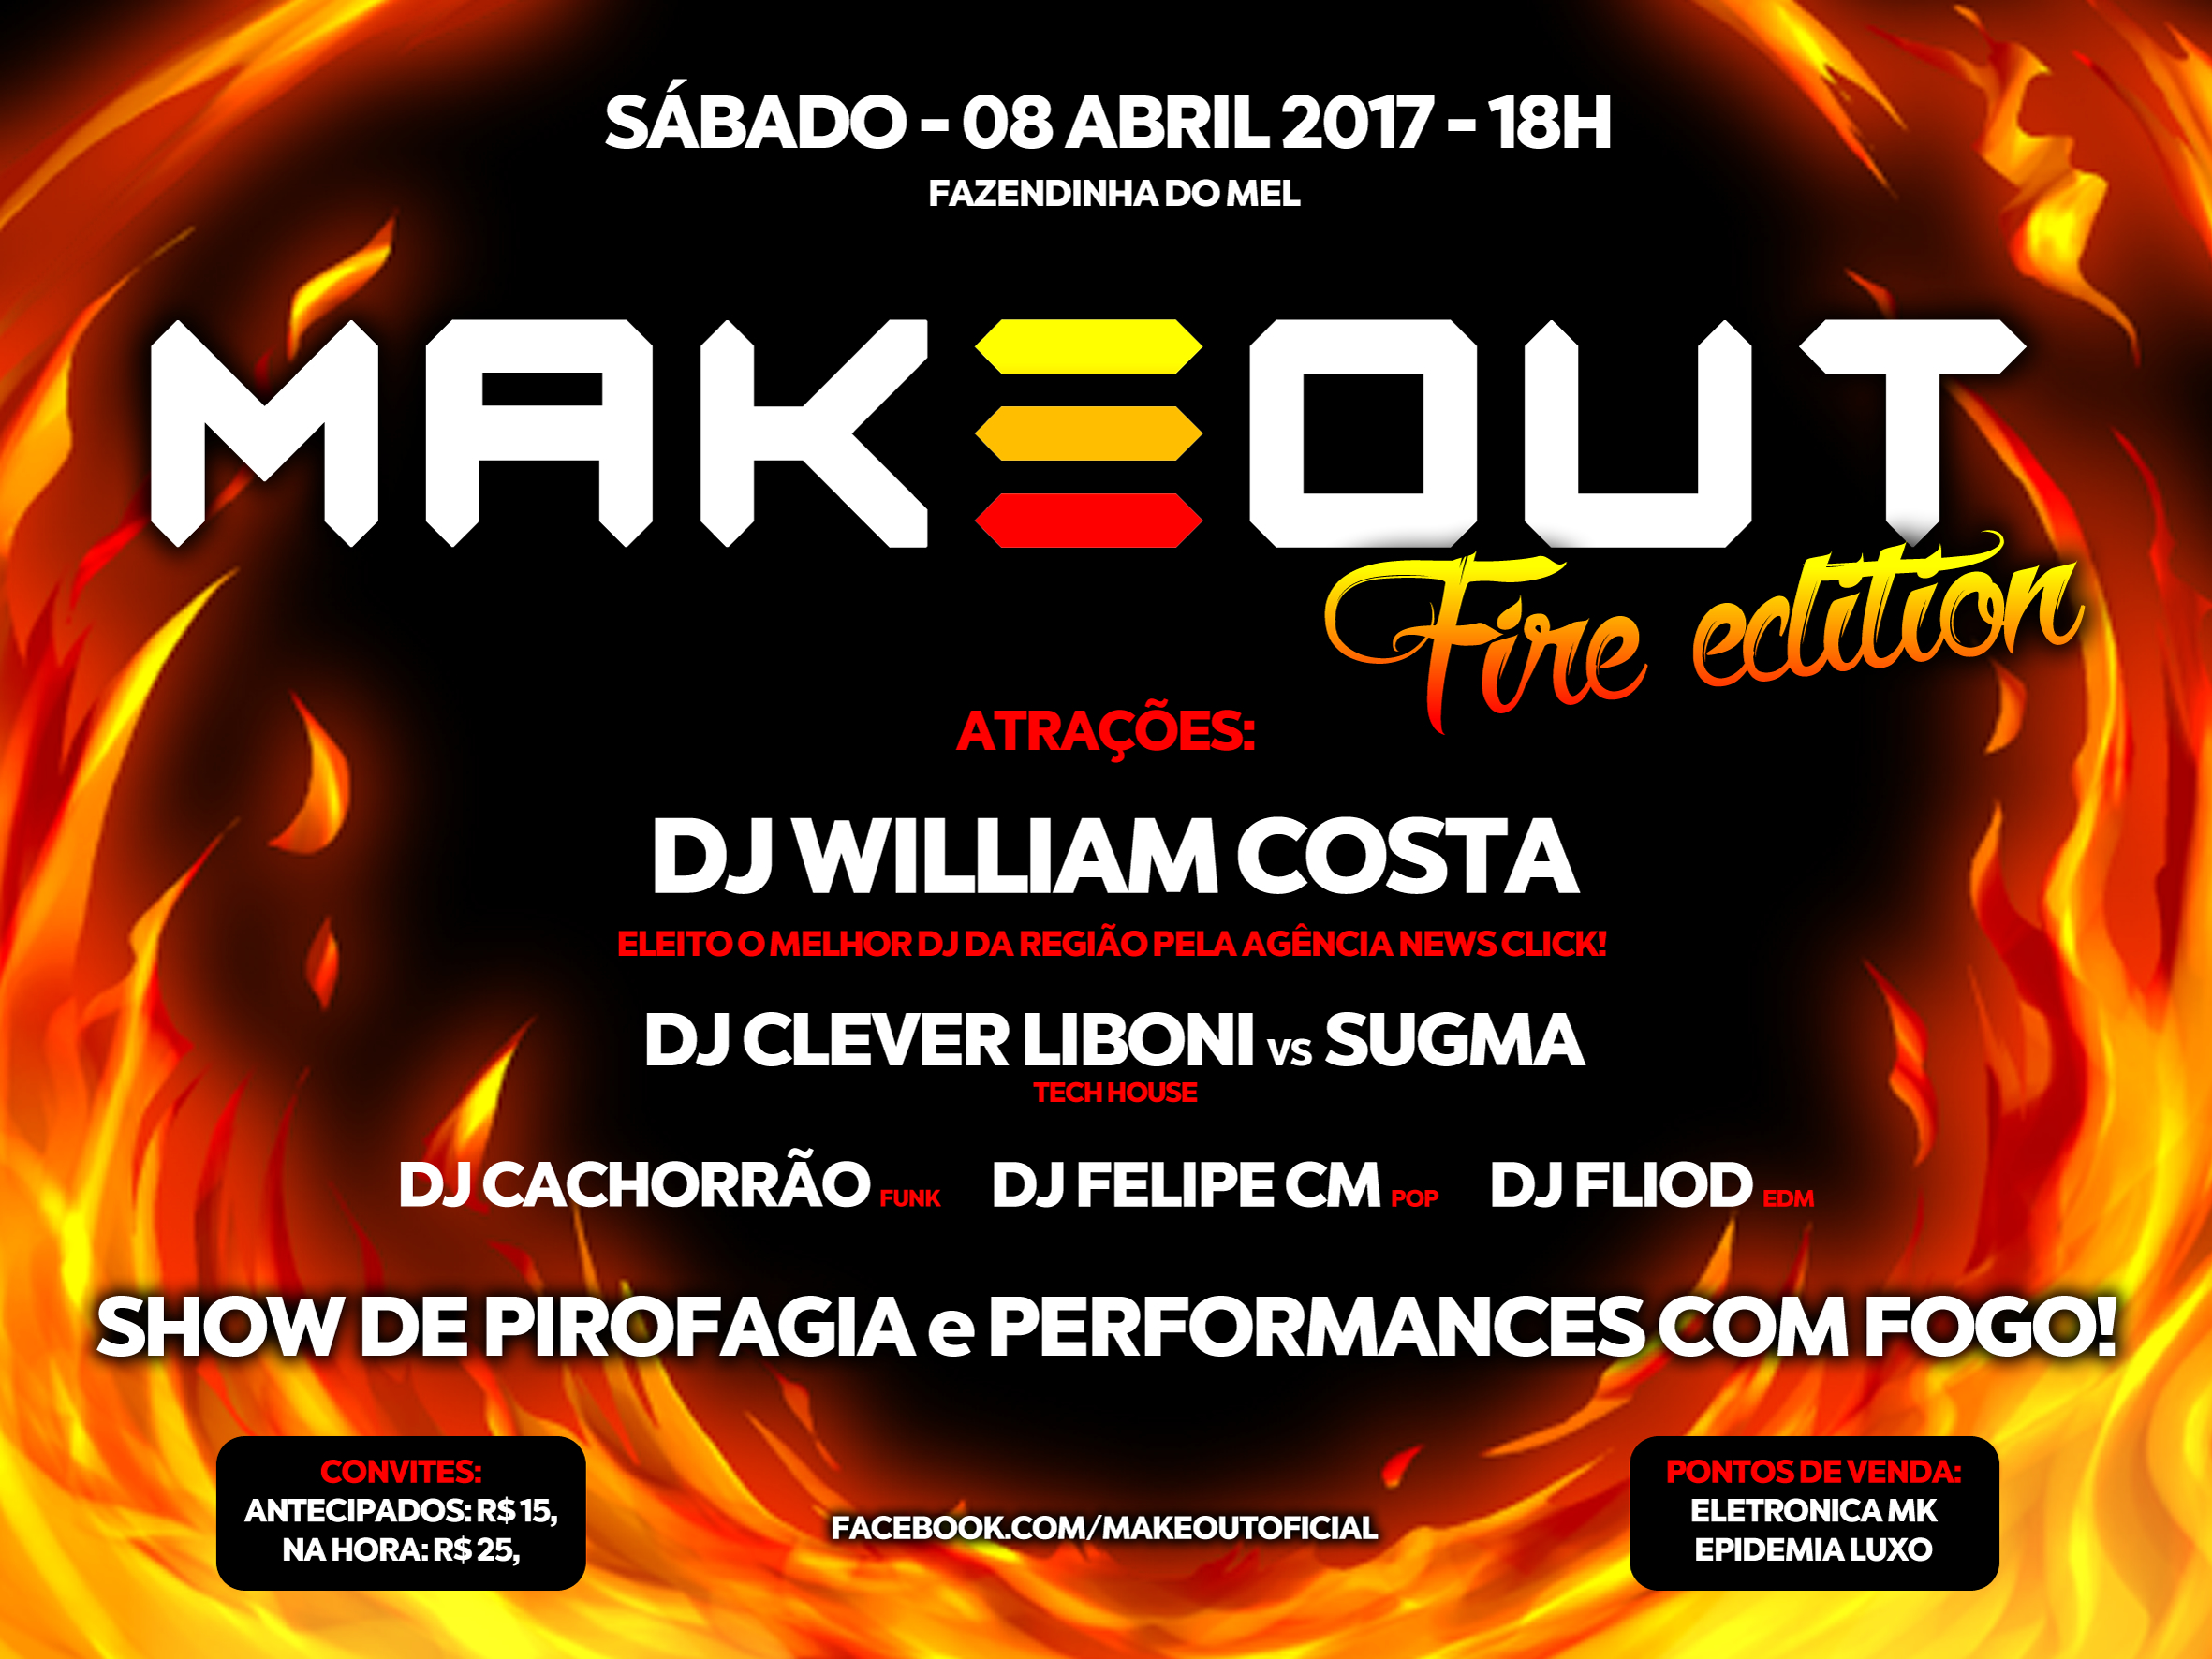 SÁBADO - 08 ABRIL 2017 - 18H
FAZENDINHA DO MEL
MAKEOUT
Fire edition
ATRAÇÕES:
DJ WILLIAM COSTA
ELEITO O MELHOR DJ DA REGIÃO PELA AGÊNCIA NEWS CLICK!
DJ CLEVER LIBONI vs SUGMA
TECH HOUSE
DJ CACHORRÃO FUNK DJ FELIPE CM POP DJ FLIOD EDM
SHOW DE PIROFAGIA e PERFORMANCES COM FOGO!
CONVITES:
ANTECIPADOS: R$ 15,
NA HORA: R$ 25,
FACEBOOK.COM/MAKEOUTOFICIAL
PONTOS DE VENDA:
ELETRONICA MK
EPIDEMIA LUXO